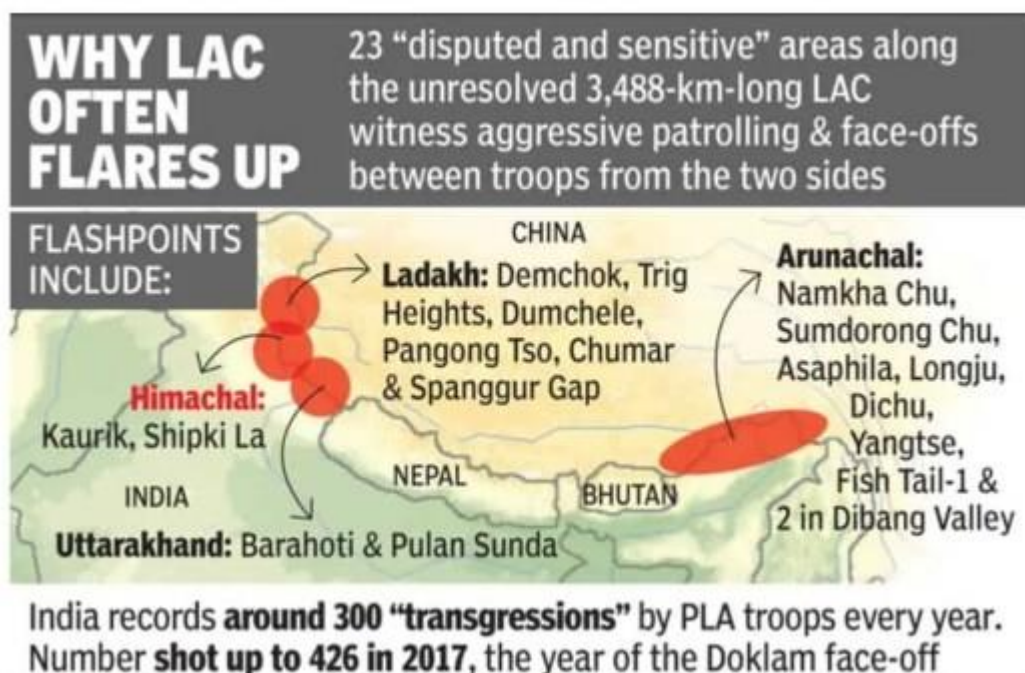 WHY LAC
OFTEN
FLARES UP
23 “disputed and sensitive” areas along
the unresolved 3,488-km-long LAC
witness aggressive patrolling & face-offs
between troops from the two sides
FLASHPOINTS
INCLUDE:
CHINA
Ladakh: Demchok, Trig
Heights, Dumchele,
Pangong Tso, Chumar
& Spanggur Gap
Arunachal:
Namkha Chu,
Sumdorong Chu,
Asaphila, Longju,
Dichu,
Yangtse,
Fish Tail-1 &
2 in Dibang Valley
Himachal:
Kaurik, Shipki La
INDIA
NEPAL
BHUTAN
Uttarakhand: Barahoti & Pulan Sunda
India records around 300 “transgressions” by PLA troops every year.
Number shot up to 426 in 2017, the year of the Doklam face-off